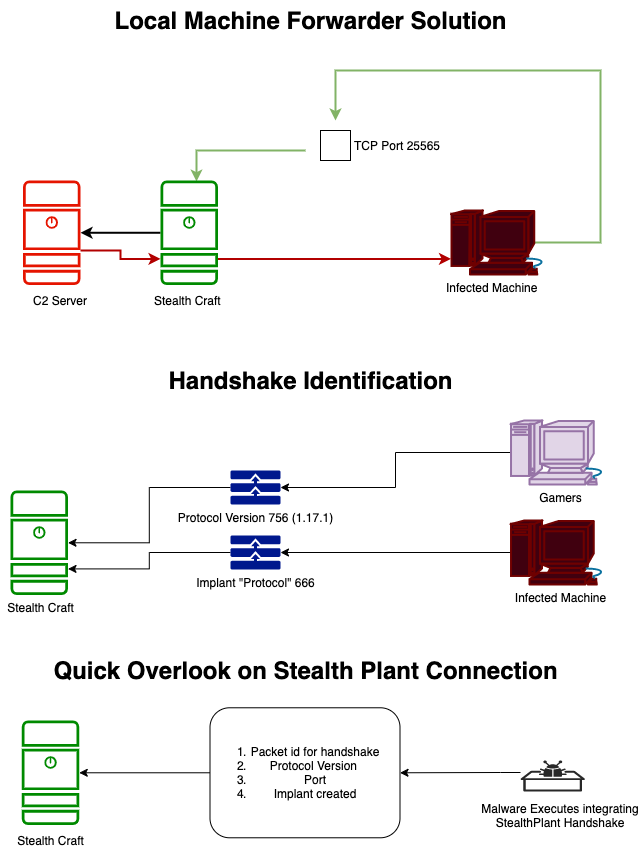 Local Machine Forwarder Solution
TCP Port 25565
C2 Server
Stealth Craft
Infected Machine
Handshake Identification
Gamers
Protocol Version 756 (1.17.1)
Implant "Protocol" 666
Infected Machine
Stealth Craft
Quick Overlook on Stealth Plant Connection
1. Packet id for handshake
2. Protocol Version
3. Port
4. Implant created
Malware Executes integrating
StealthPlant Handshake
Stealth Craft